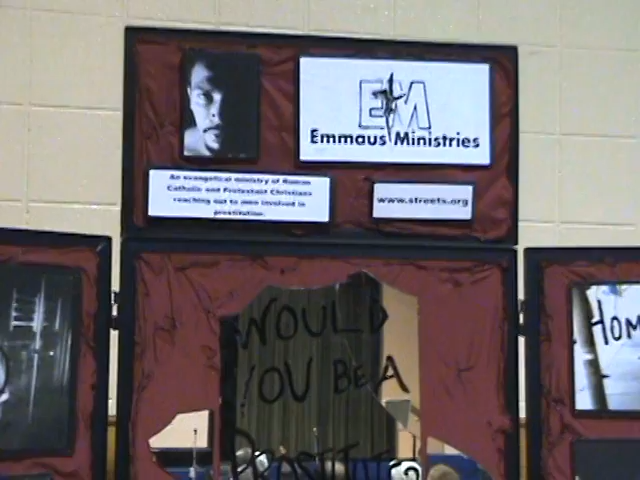 EM
Emmaus Ministries
An evangelical ministry of Roman
Catholic and Protestant Christians
reaching out to men involved in
prostitution.
www.streets.org
WOULD
YOU BE A
PROSTITUTE
HOM